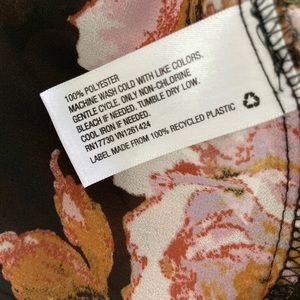 100% POLYESTER
MACHINE WASH COLD WITH LIKE COLORS.
GENTLE CYCLE. ONLY NON-CHLORINE
BLEACH IF NEEDED. TUMBLE DRY LOW.
COOL IRON IF NEEDED.
RN17730 VN1261424
LABEL MADE FROM 100% RECYCLED PLASTIC